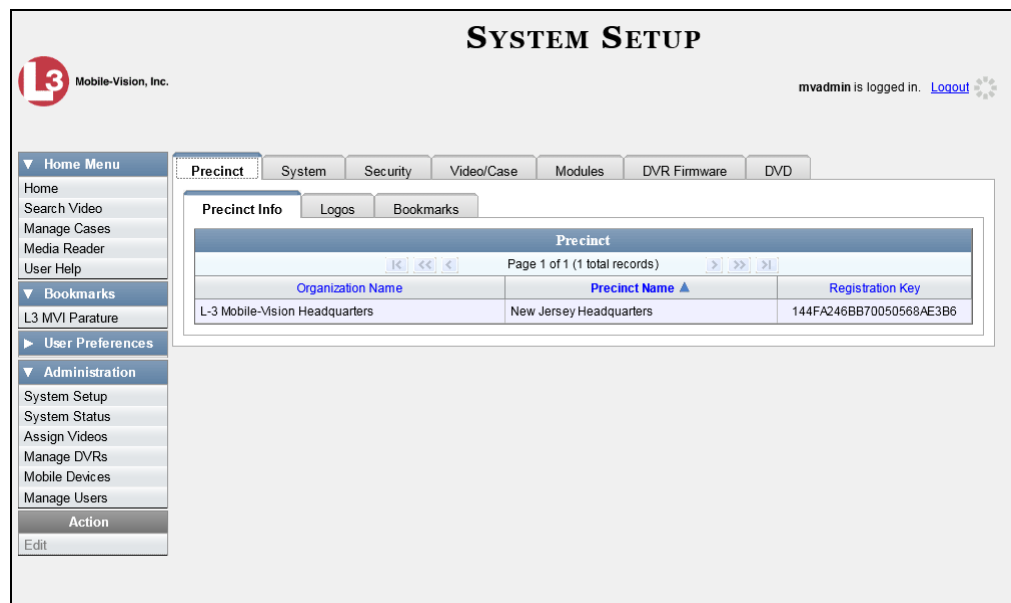 SYSTEM SETUP
L3 Mobile-Vision, Inc.
mvadmin is logged in. Logout
▼ Home Menu
Home
Search Video
Manage Cases
Media Reader
User Help
▼ Bookmarks
L3 MVI Parature
▶ User Preferences
▼ Administration
System Setup
System Status
Assign Videos
Manage DVRs
Mobile Devices
Manage Users
Action
Edit
Precinct System Security Video/Case Modules DVR Firmware DVD
Precinct Info Logos Bookmarks
Precinct
|< << < Page 1 of 1 (1 total records) > >> >|
Organization Name Precinct Name ▲ Registration Key
L-3 Mobile-Vision Headquarters New Jersey Headquarters 144FA246BB70050568AE3B6